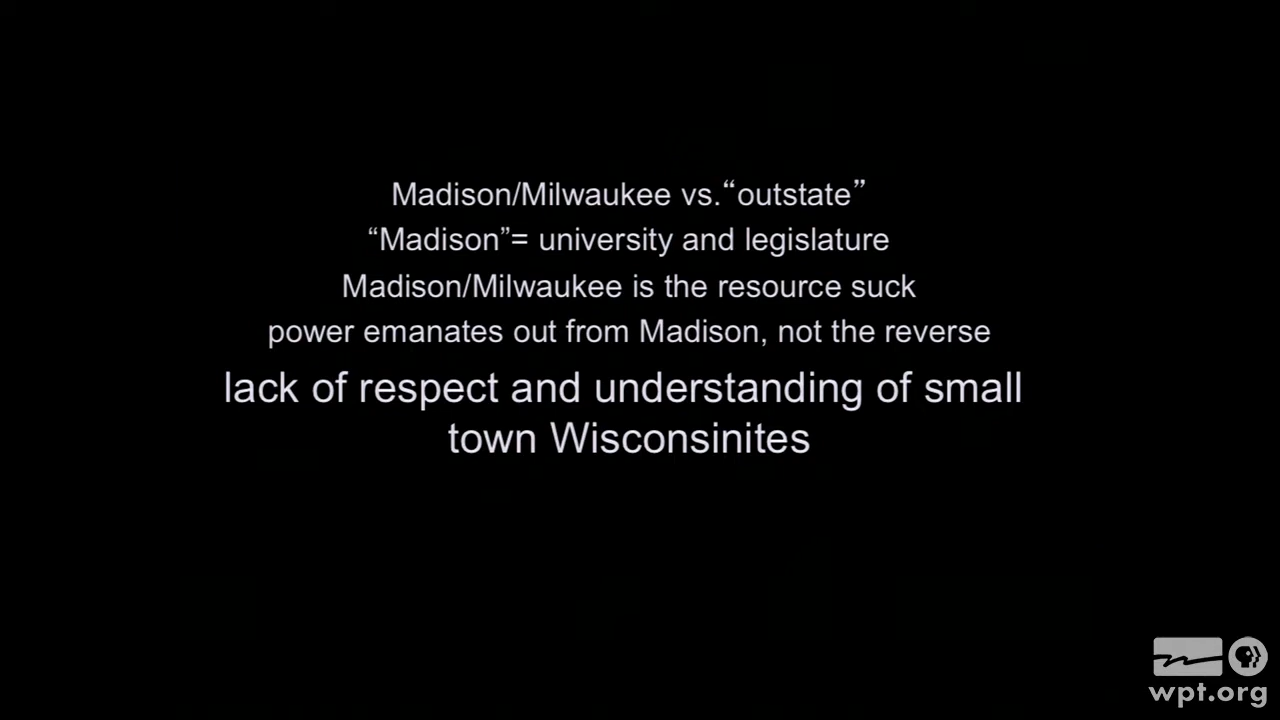 Madison/Milwaukee vs.“outstate”
“Madison”= university and legislature
Madison/Milwaukee is the resource suck
power emanates out from Madison, not the reverse
lack of respect and understanding of small
town Wisconsinites
wpt.org